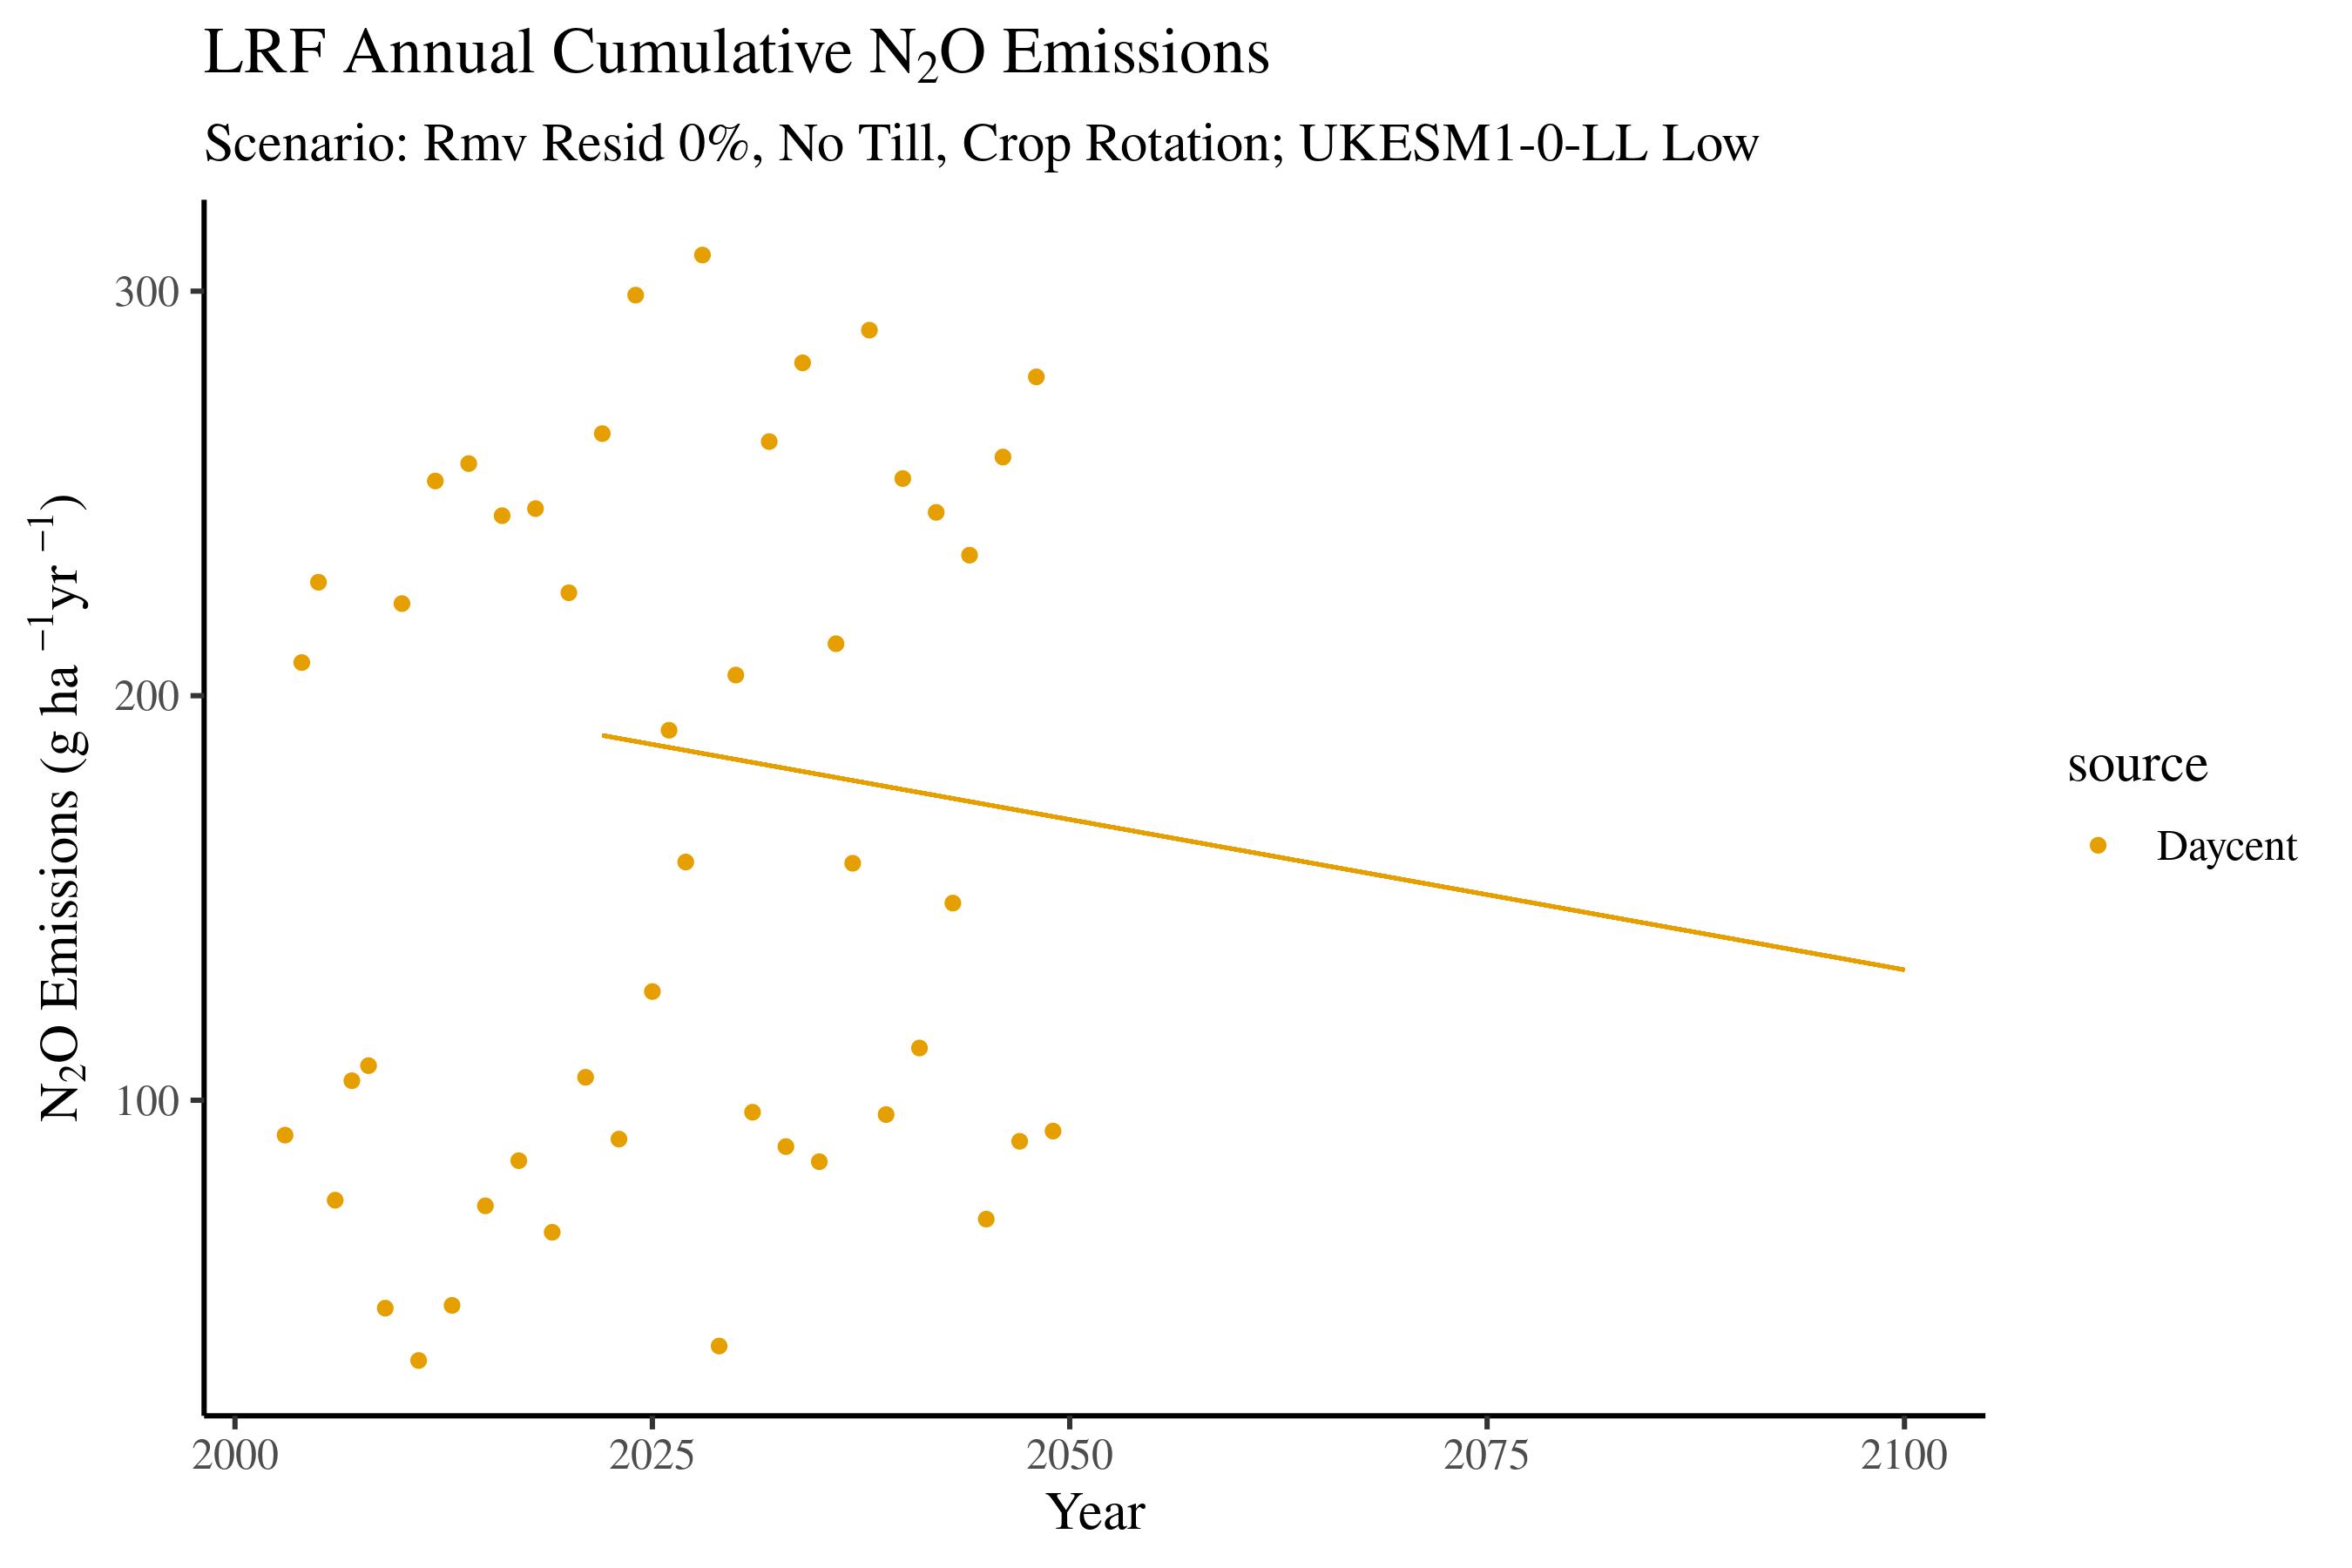 LRF Annual Cumulative N₂O Emissions
Scenario: Rmv Resid 0%, No Till, Crop Rotation; UKESM1-0-LL Low
N₂O Emissions (g ha ⁻¹yr ⁻¹)
300
200
100
2000 2025 2050 2075 2100
Year
source
Daycent